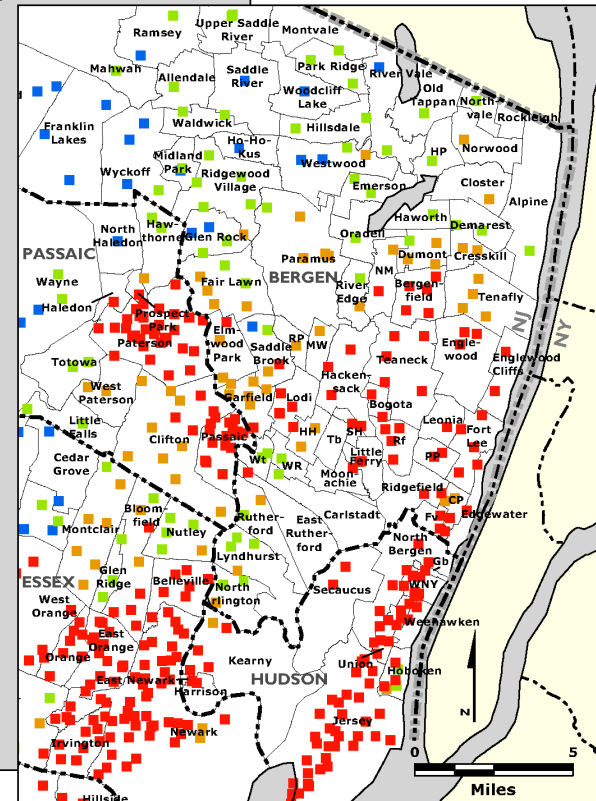 Ramsey
Upper Saddle
River
Montvale
Mahwah
Allendale
Saddle
River
Park Ridge
River Vale
Woodcliff
Lake
Old
Tappan
North-
vale
Rockleigh
Franklin
Lakes
Waldwick
Hillsdale
Ho-Ho-
Kus
Midland
Park
Westwood
HP
Norwood
Wyckoff
Ridgewood
Village
Emerson
Closter
Alpine
North
Haledon
Haw-
thorne
Glen Rock
Oradell
Haworth
Demarest
PASSAIC
BERGEN
Paramus
Dumont
Cresskill
Wayne
Fair Lawn
River
Edge
NM
Bergen-
field
Tenafly
Haledon
Prospect
Park
Paterson
Elm
wood
Park
Saddle
Brook
RP
MW
Teaneck
Engle-
wood
Englewood
Cliffs
NJ
NY
Totowa
West
Paterson
Hacken-
sack
Garfield
Lodi
Bogota
Little
Falls
Clifton
Passaic
HH
Tb
SH
Rf
Leonia
Fort
Lee
Little
Ferry
PP
Cedar
Grove
Wt
WR
Moon-
achie
Ridgefield
CP
Edgewater
Fv
Bloom-
field
Montclair
Nutley
Ruther-
ford
East
Ruther-
ford
Carlstadt
North
Bergen
Lyndhurst
Gb
ESSEX
Glen
Ridge
Belleville
North
Arlington
Secaucus
WNY
West
Orange
Weehawken
East
Orange
Orange
Kearny
Union
Hoboken
East Newark
Harrison
HUDSON
Irvington
Newark
Jersey
Hillside
N
0 5
Miles